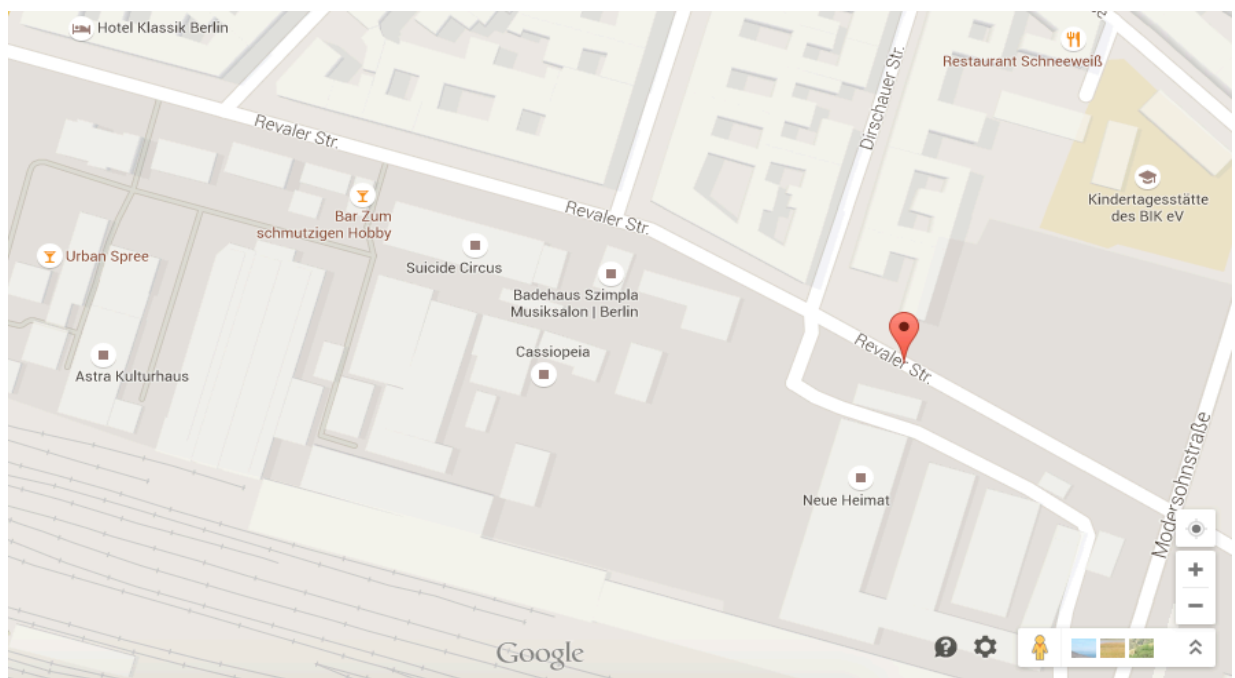 Hotel Klassik Berlin
Restaurant Schneeweiß
Dirschauer Str.
Revaler Str.
Kindertagesstätte
des BIK eV
Bar Zum
schmutzigen Hobby
Revaler Str.
Urban Spree
Suicide Circus
Badehaus Szimpla
Musiksalon | Berlin
Revaler Str.
Cassiopeia
Astra Kulturhaus
Modersohnstraße
Neue Heimat
Google